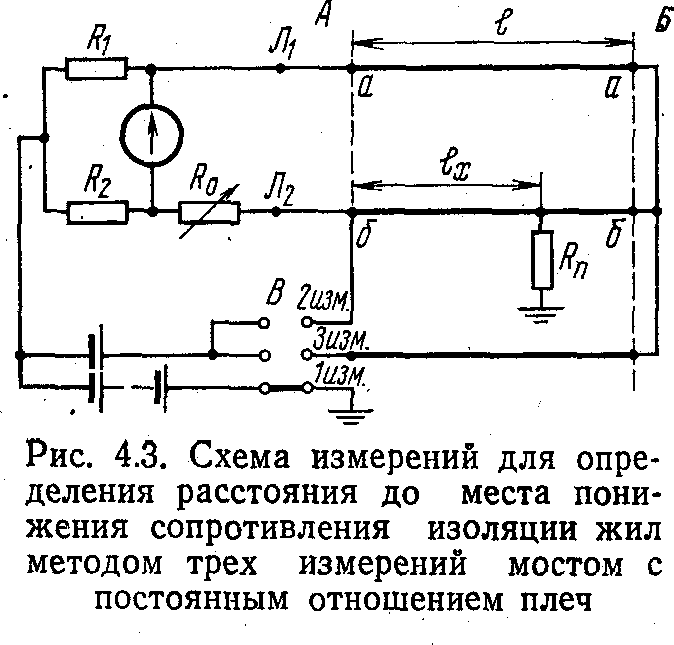 А
l
Б
R1
Л1
а
а
R2
R0
Л2
lx
б
б
Rп
В
2изм.
3изм.
1изм.
Рис. 4.3. Схема измерений для опре-
деления расстояния до места пони-
жения сопротивления изоляции жил
методом трех измерений мостом с
постоянным отношением плеч